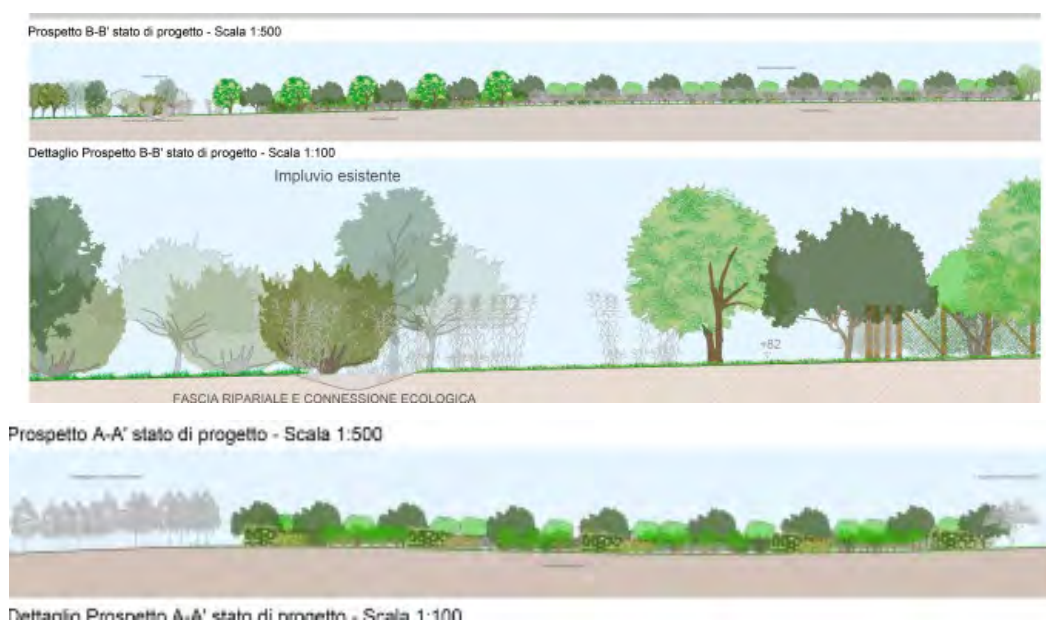 Prospetto B-B' stato di progetto - Scala 1:500
Dettaglio Prospetto B-B' stato di progetto - Scala 1:100
Impluvio esistente
+82
FASCIA RIPARIALE E CONNESSIONE ECOLOGICA
Prospetto A-A' stato di progetto - Scala 1:500
Dettaglio Prospetto A-A' stato di progetto - Scala 1:100